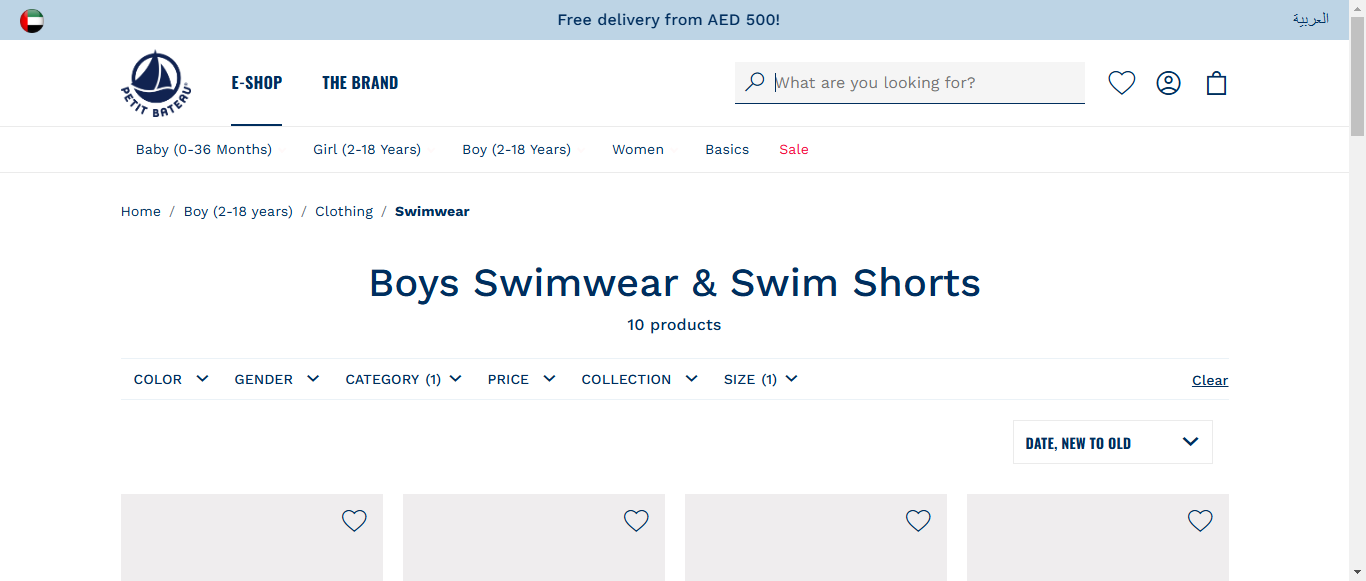 Free delivery from AED 500!
العربية
PETIT BATEAU®
E-SHOP
THE BRAND
What are you looking for?
Baby (0-36 Months)
Girl (2-18 Years)
Boy (2-18 Years)
Women
Basics
Sale
Home / Boy (2-18 years) / Clothing / Swimwear
Boys Swimwear & Swim Shorts
10 products
COLOR
GENDER
CATEGORY (1)
PRICE
COLLECTION
SIZE (1)
Clear
DATE, NEW TO OLD